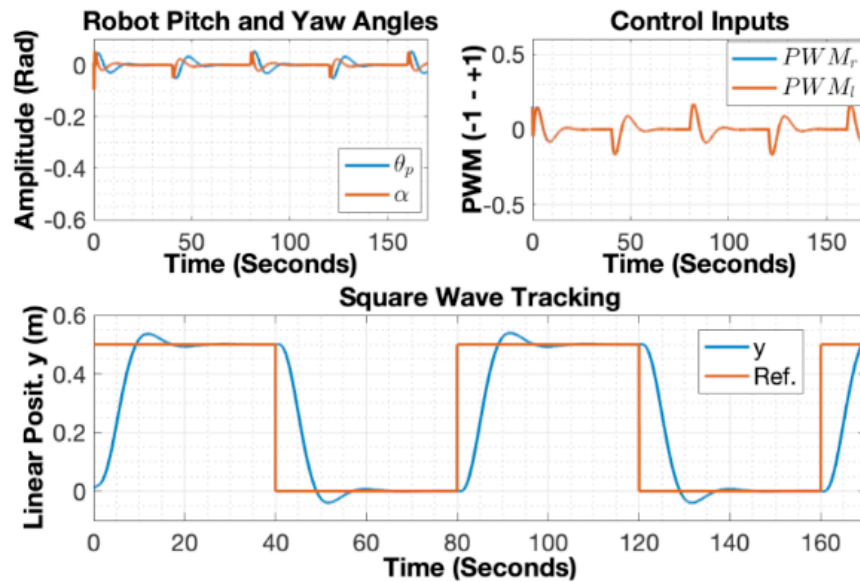 Robot Pitch and Yaw Angles
Amplitude (Rad)
0
-0.2
-0.4
-0.6
θp
α
0 50 100 150
Time (Seconds)
Control Inputs
PWM (-1 - +1)
0.5
0
-0.5
PWMr
PWMl
0 50 100 150
Time (Seconds)
Square Wave Tracking
Linear Posit. y (m)
0.6
0.4
0.2
0
y
Ref.
0 20 40 60 80 100 120 140 160
Time (Seconds)